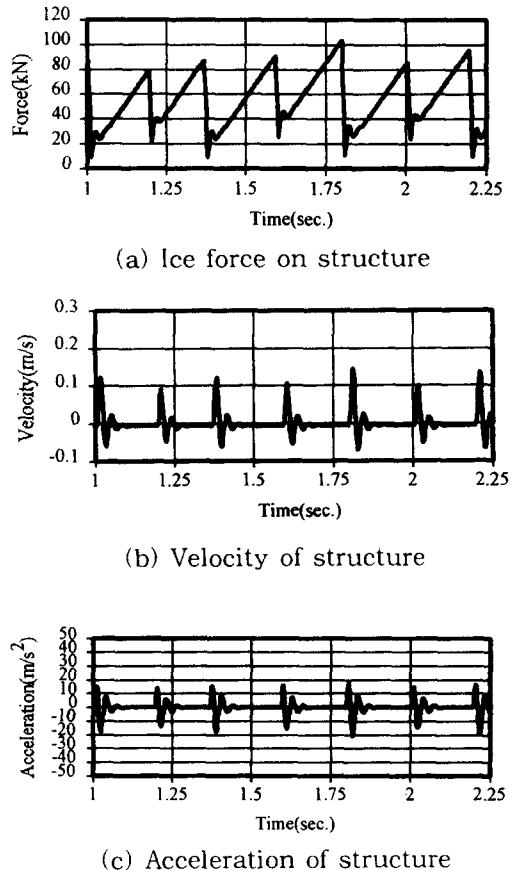 120
100
80
60
40
20
0
Force(kN)
1 1.25 1.5 1.75 2 2.25
Time(sec.)
(a) Ice force on structure
0.3
0.2
0.1
0
-0.1
Velocity(m/s)
1 1.25 1.5 1.75 2 2.25
Time(sec.)
(b) Velocity of structure
50
40
30
20
10
0
-10
-20
-30
-40
-50
Acceleration(m/s²)
1 1.25 1.5 1.75 2 2.25
Time(sec.)
(c) Acceleration of structure